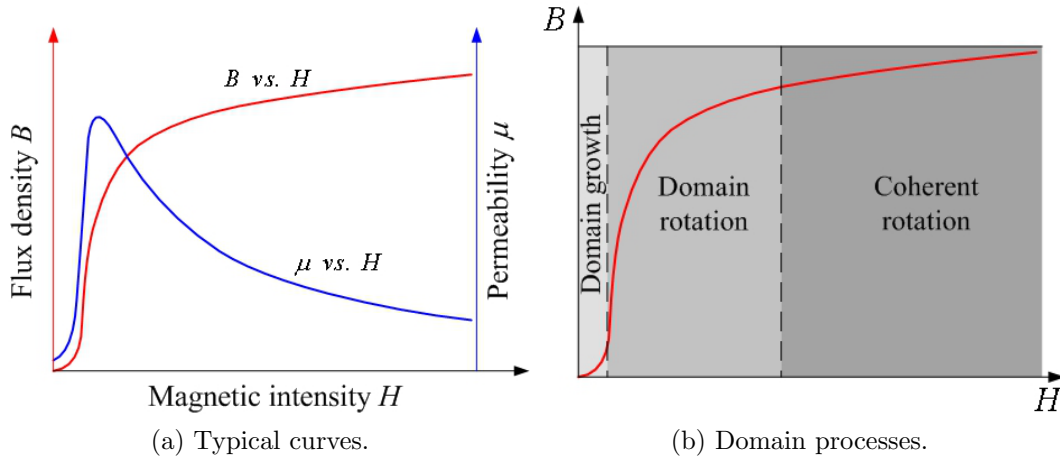 Flux density B
B vs. H
μ vs. H
Permeability μ
Magnetic intensity H
(a) Typical curves.
B
Domain growth
Domain
rotation
Coherent
rotation
H
(b) Domain processes.